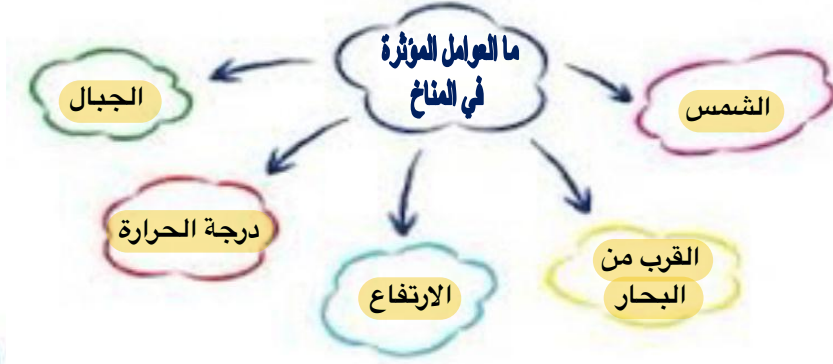 ما العوامل المؤثرة
في المناخ
الشمس
الجبال
درجة الحرارة
الارتفاع
القرب من
البحار